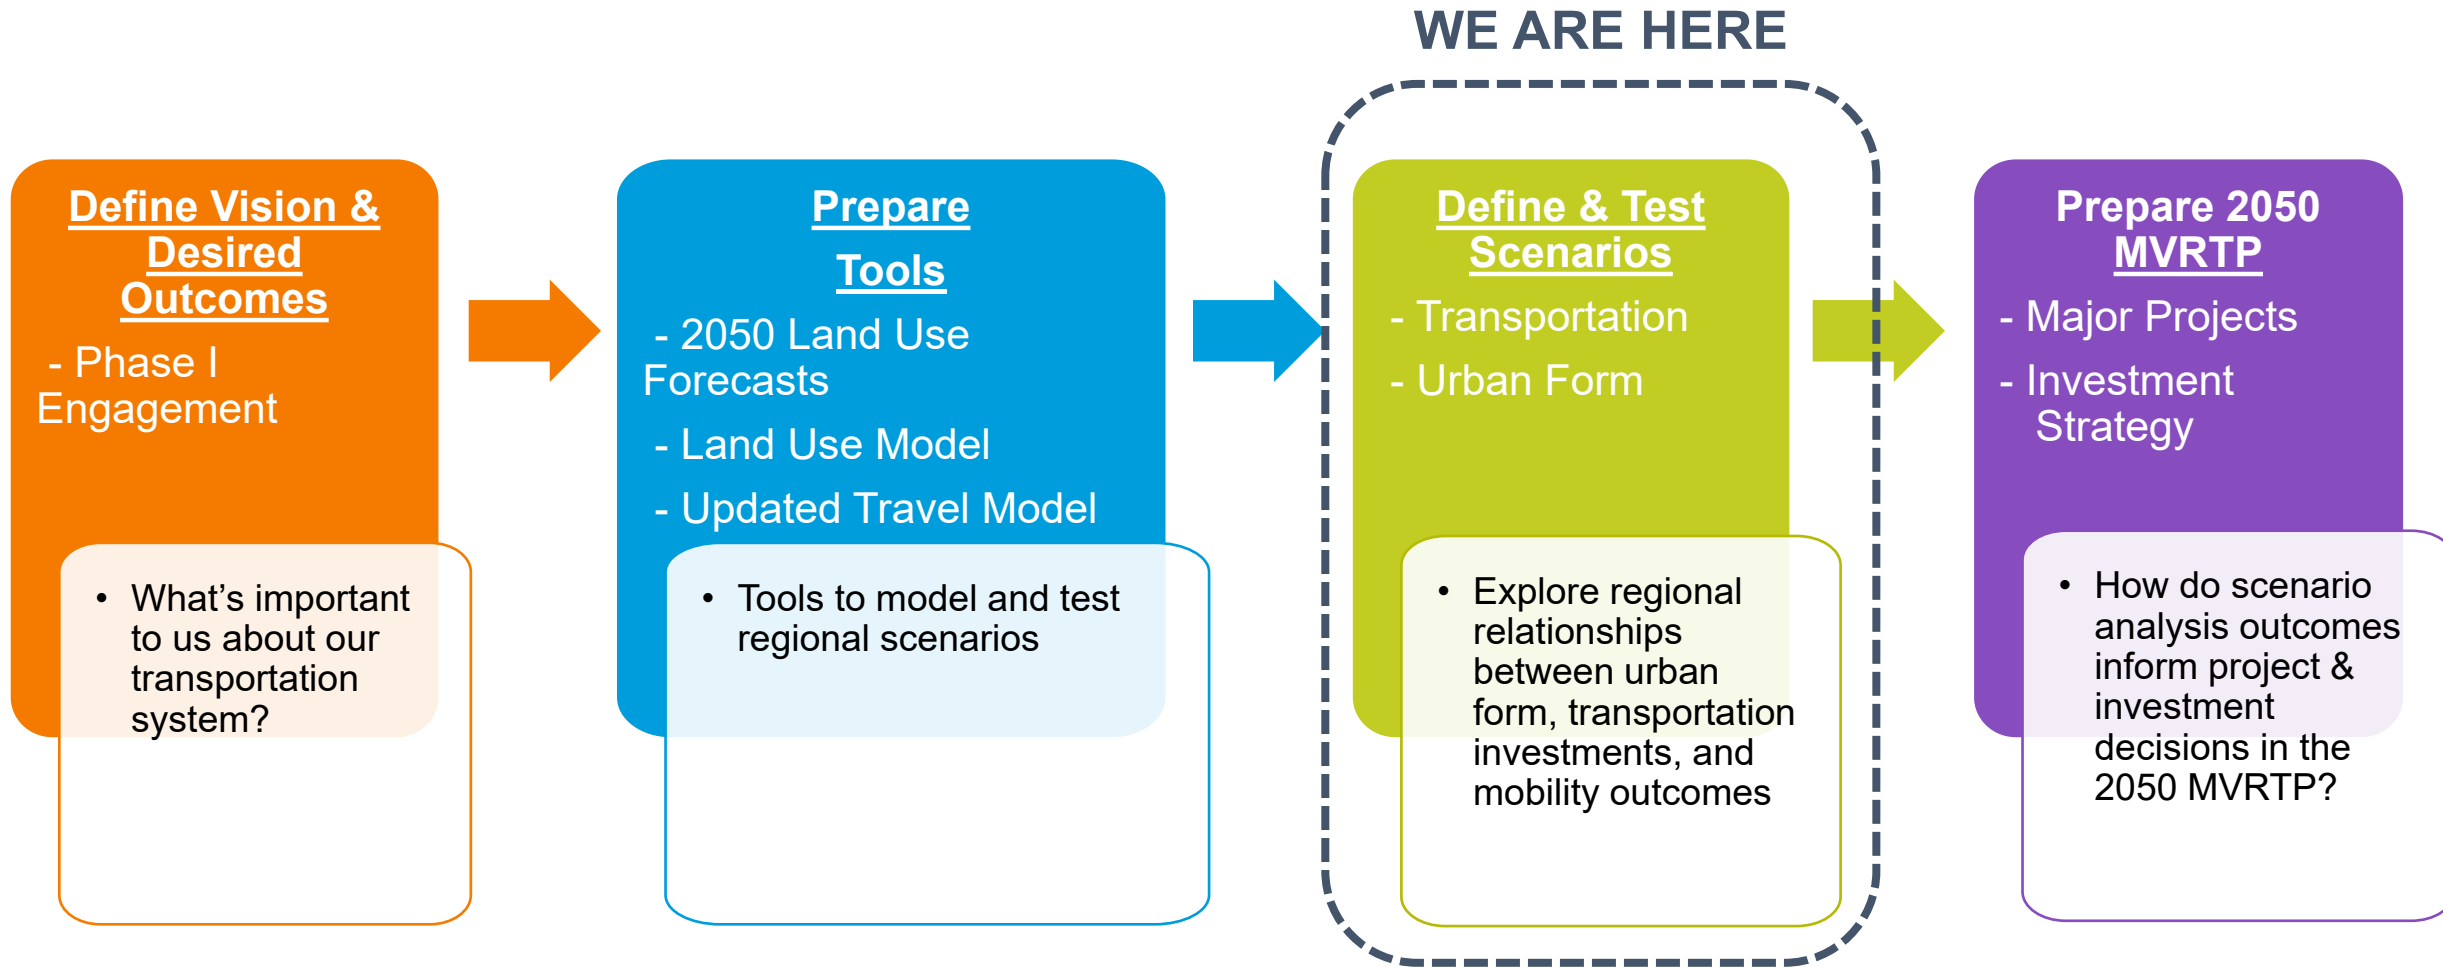 WE ARE HERE
Define Vision &
Desired
Outcomes
- Phase I
Engagement
• What’s important
to us about our
transportation
system?
Prepare
Tools
- 2050 Land Use
Forecasts
- Land Use Model
- Updated Travel Model
• Tools to model and test
regional scenarios
Define & Test
Scenarios
- Transportation
- Urban Form
• Explore regional
relationships
between urban
form, transportation
investments, and
mobility outcomes
Prepare 2050
MVRTP
- Major Projects
- Investment
Strategy
• How do scenario
analysis outcomes
inform project &
investment
decisions in the
2050 MVRTP?